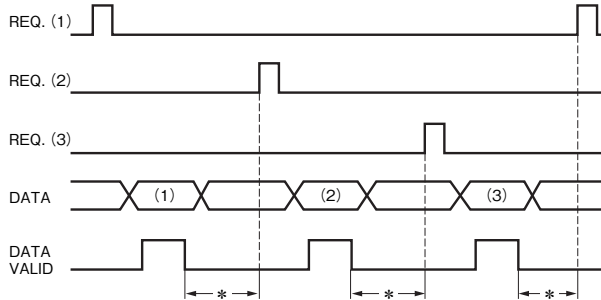 REQ. (1)
REQ. (2)
REQ. (3)
DATA (1) (2) (3)
DATA
VALID
* * *